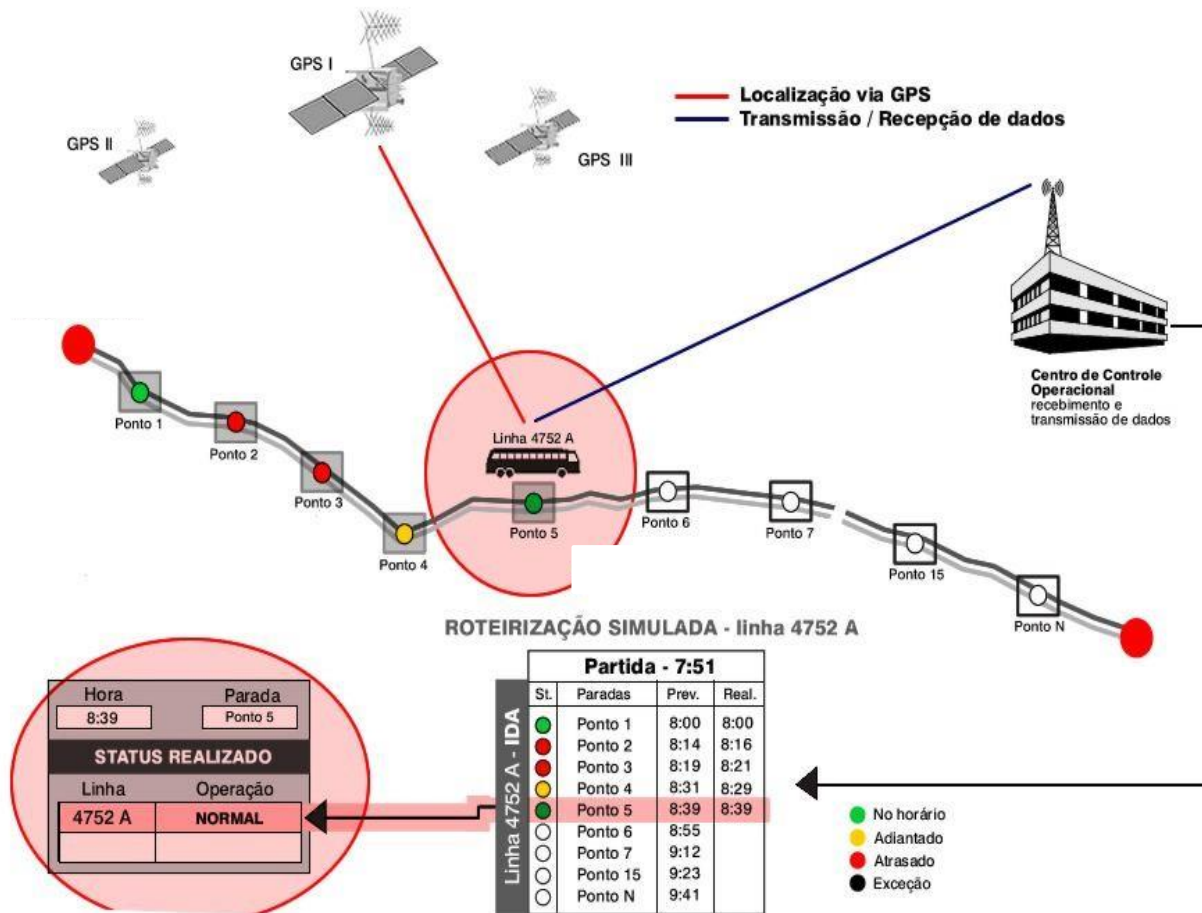 GPS I
GPS II
GPS III
Localização via GPS
Transmissão / Recepção de dados
Centro de Controle
Operacional
recebimento e
transmissão de dados
Linha 4752 A
Ponto 1
Ponto 2
Ponto 3
Ponto 4
Ponto 5
Ponto 6
Ponto 7
Ponto 15
Ponto N
ROTEIRIZAÇÃO SIMULADA - linha 4752 A
Hora Parada
8:39 Ponto 5
STATUS REALIZADO
Linha Operação
4752 A NORMAL
Linha 4752 A - IDA
Partida - 7:51
St. Paradas Prev. Real.
Ponto 1 8:00 8:00
Ponto 2 8:14 8:16
Ponto 3 8:19 8:21
Ponto 4 8:31 8:29
Ponto 5 8:39 8:39
Ponto 6 8:55
Ponto 7 9:12
Ponto 15 9:23
Ponto N 9:41
No horário
Adiantado
Atrasado
Exceção